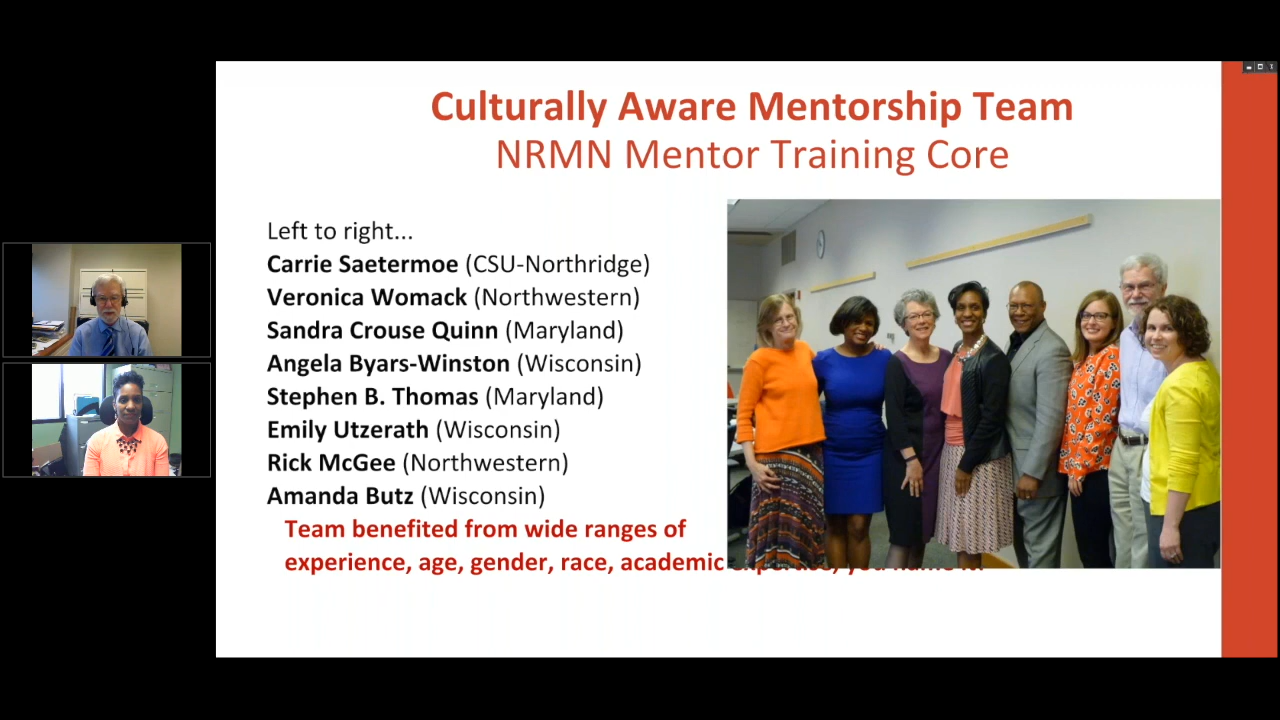 Culturally Aware Mentorship Team
NRMN Mentor Training Core
Left to right...
Carrie Saetermoe (CSU-Northridge)
Veronica Womack (Northwestern)
Sandra Crouse Quinn (Maryland)
Angela Byars-Winston (Wisconsin)
Stephen B. Thomas (Maryland)
Emily Utzerath (Wisconsin)
Rick McGee (Northwestern)
Amanda Butz (Wisconsin)
Team benefited from wide ranges of
experience, age, gender, race, academic